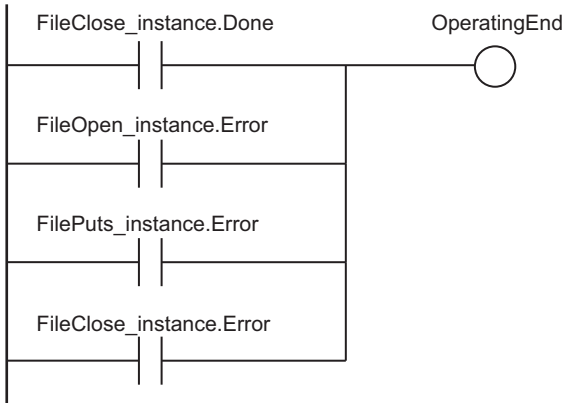 FileClose_instance.Done
OperatingEnd
FileOpen_instance.Error
FilePuts_instance.Error
FileClose_instance.Error